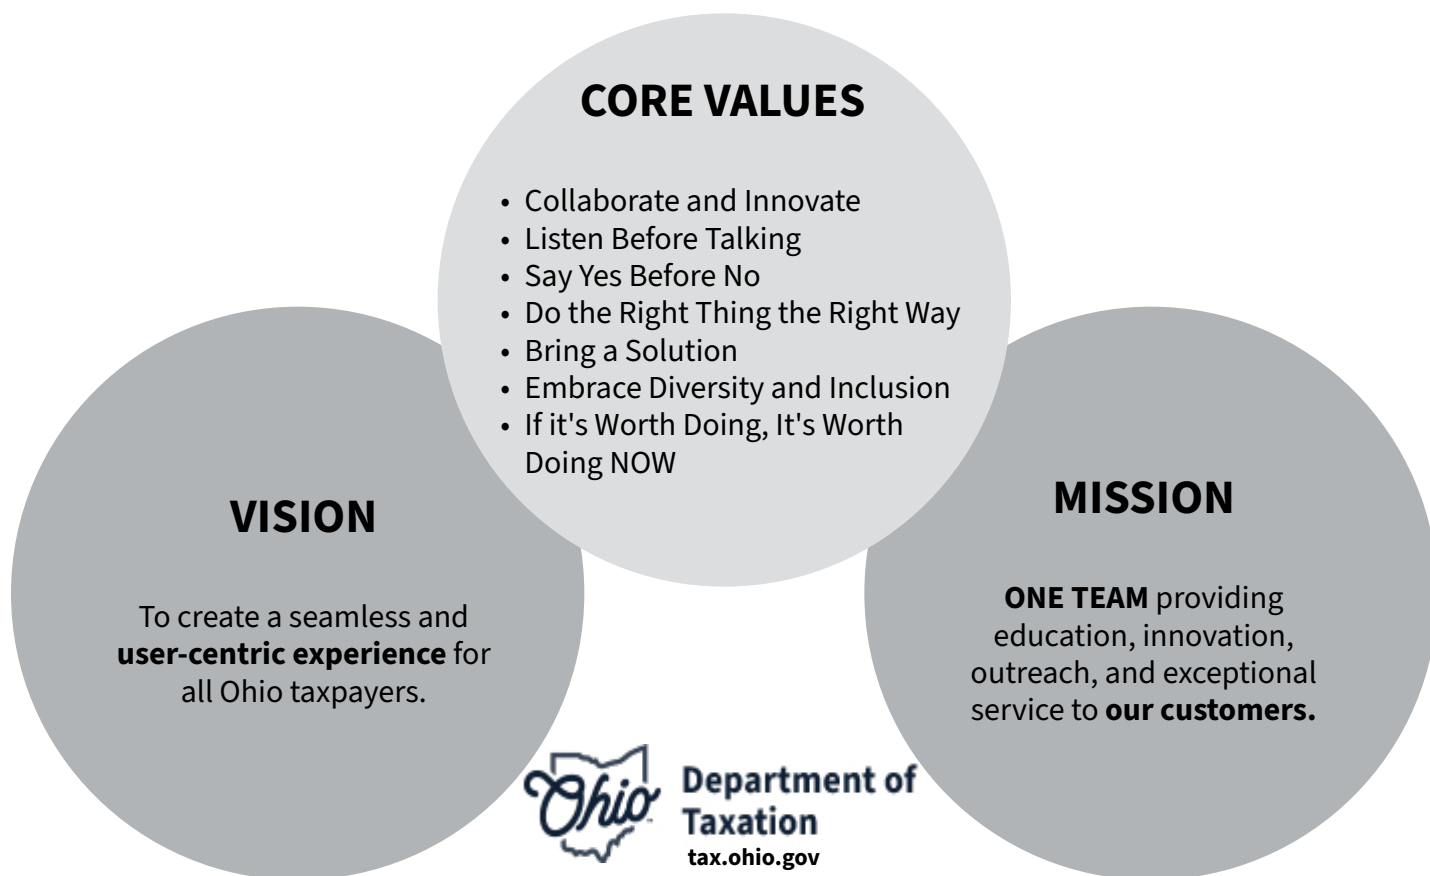 CORE VALUES
• Collaborate and Innovate
• Listen Before Talking
• Say Yes Before No
• Do the Right Thing the Right Way
• Bring a Solution
• Embrace Diversity and Inclusion
• If it's Worth Doing, It's Worth
Doing NOW
VISION
To create a seamless and
user-centric experience for
all Ohio taxpayers.
MISSION
ONE TEAM providing
education, innovation,
outreach, and exceptional
service to our customers.
Ohio
Department of
Taxation
tax.ohio.gov